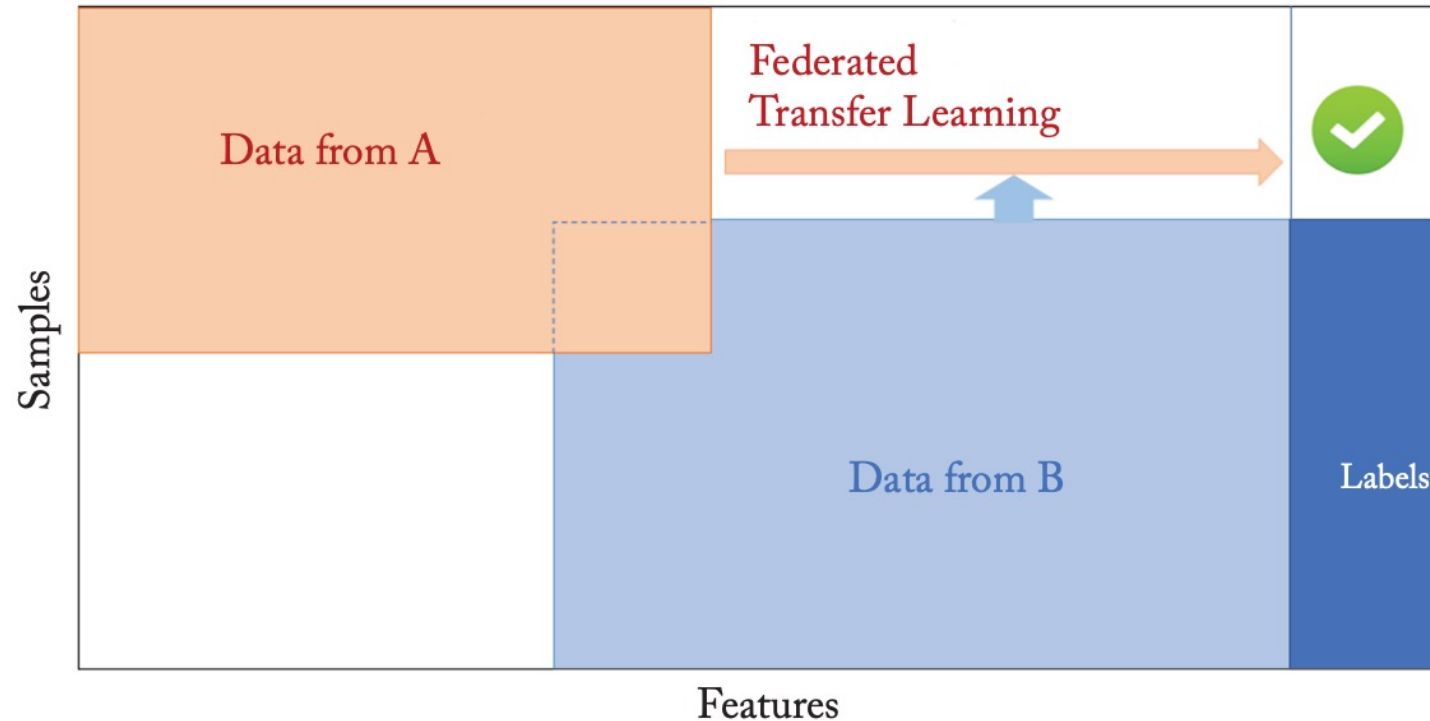 Federated
Transfer Learning
Data from A
Samples
Data from B
Labels
Features